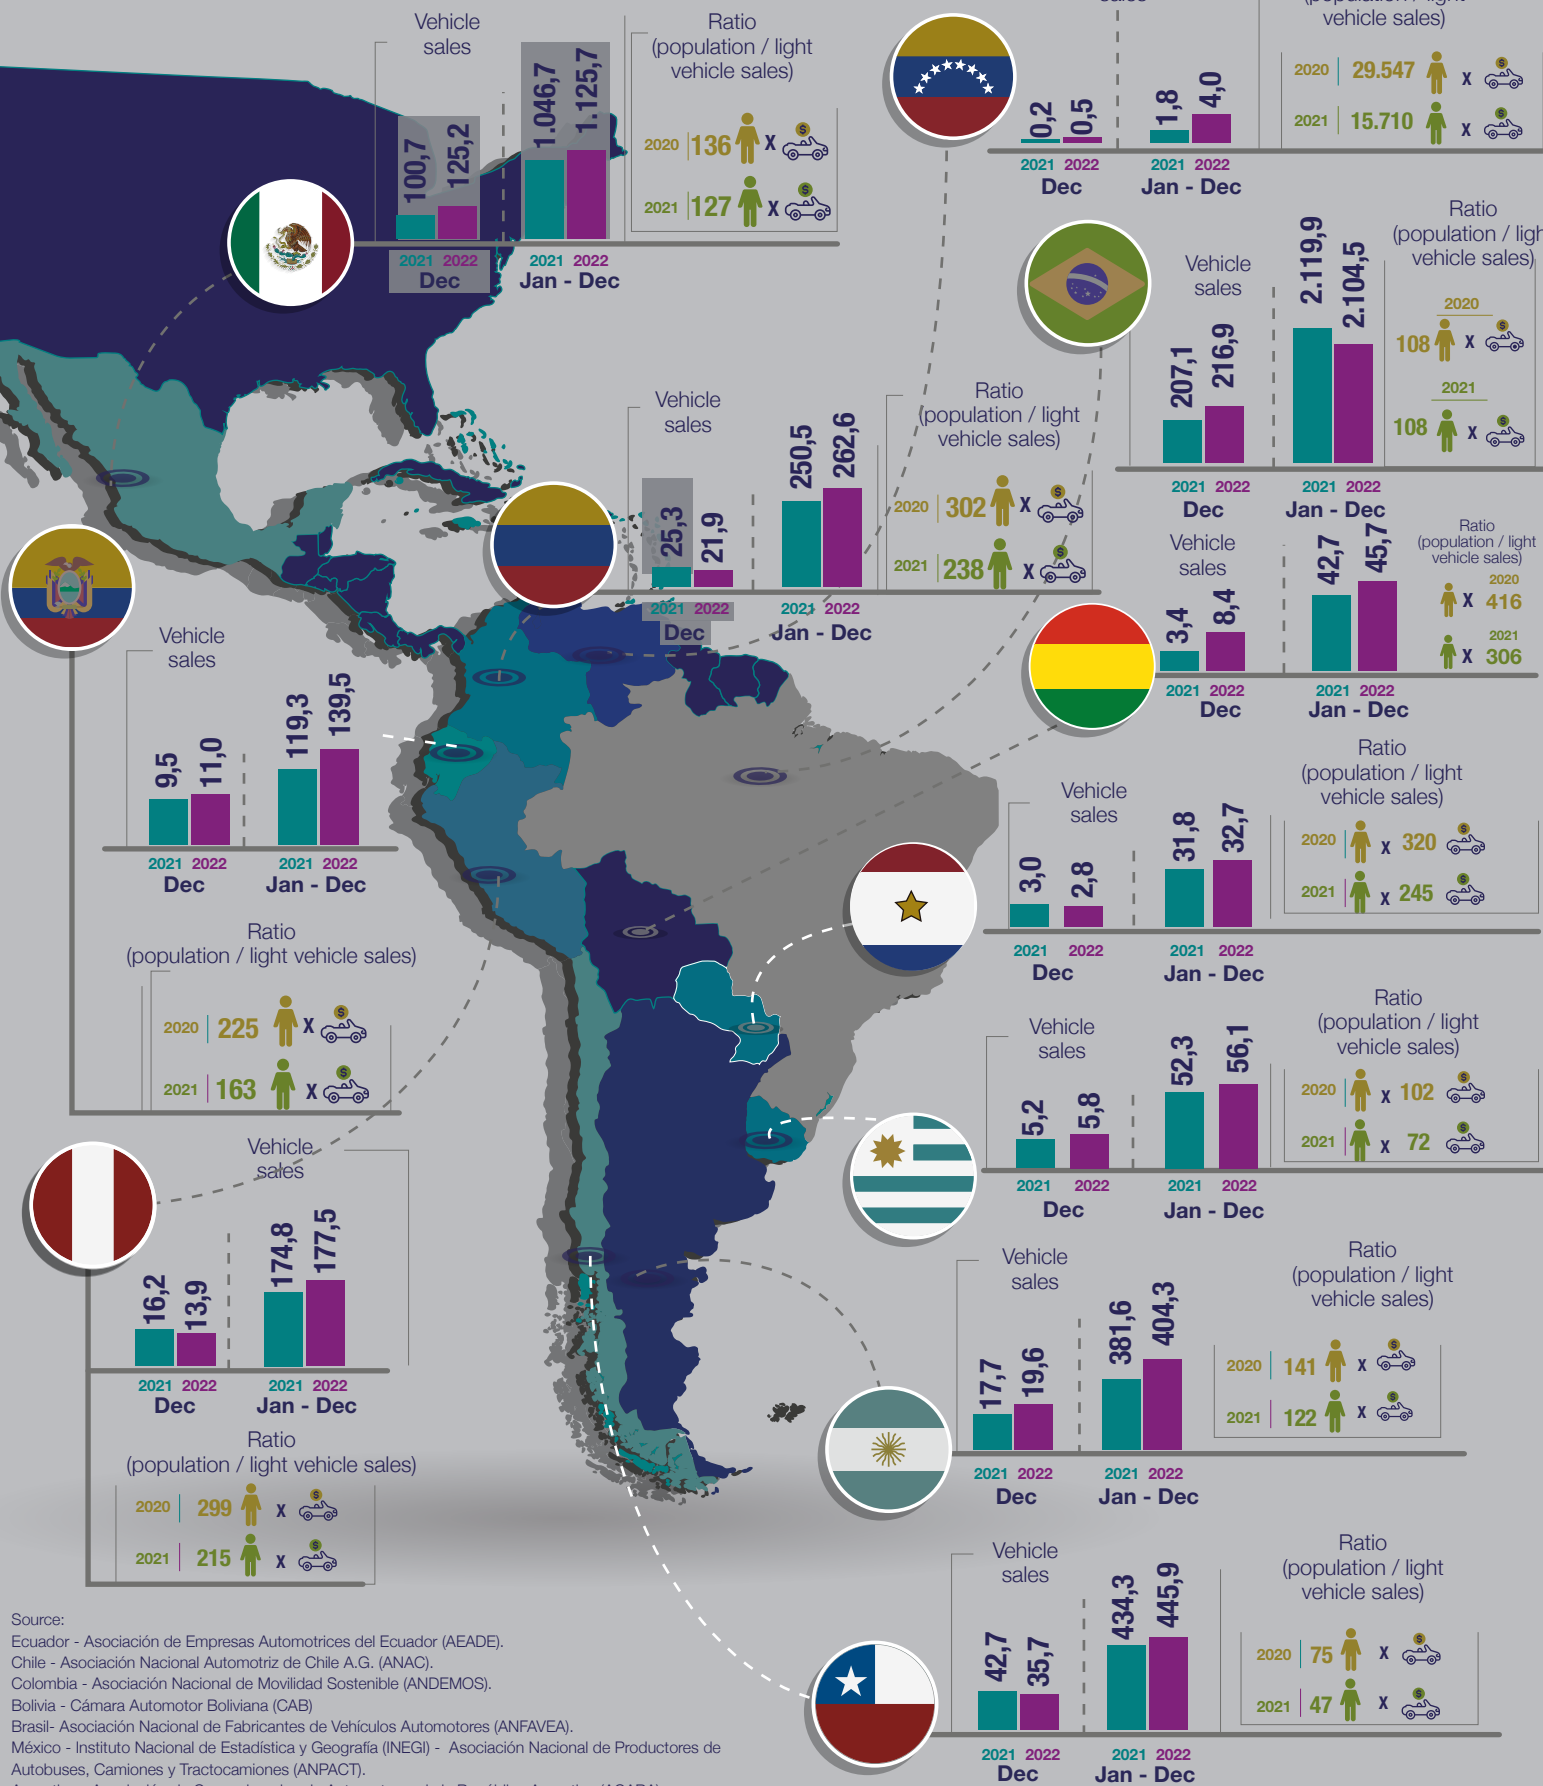 Vehicle
sales
100,7
125,2
1.046,7
1.125,7
2021 2022
Dec
2021 2022
Jan - Dec
Ratio
(population / light
vehicle sales)
2020 136 X $
2021 127 X $
vehicle sales)
0,2
0,5
1,8
4,0
2021 2022
Dec
2021 2022
Jan - Dec
2020 29.547 X $
2021 15.710 X $
Vehicle
sales
207,1
216,9
2.119,9
2.104,5
2021 2022
Dec
2021 2022
Jan - Dec
Ratio
(population / ligh
vehicle sales)
2020
108 X $
2021
108 X $
Vehicle
sales
25,3
21,9
250,5
262,6
2021 2022
Dec
2021 2022
Jan - Dec
Ratio
(population / light
vehicle sales)
2020 302 X $
2021 238 X $
Vehicle
sales
3,4
8,4
42,7
45,7
2021 2022
Dec
2021 2022
Jan - Dec
Ratio
(population / light
vehicle sales)
2020
X 416
2021
X 306
Vehicle
sales
9,5
11,0
119,3
139,5
2021 2022
Dec
2021 2022
Jan - Dec
Ratio
(population / light vehicle sales)
2020 225 X $
2021 163 X $
Vehicle
sales
3,0
2,8
31,8
32,7
2021 2022
Dec
2021 2022
Jan - Dec
Ratio
(population / light
vehicle sales)
2020 X 320 $
2021 X 245 $
Vehicle
sales
5,2
5,8
52,3
56,1
2021 2022
Dec
2021 2022
Jan - Dec
Ratio
(population / light
vehicle sales)
2020 X 102 $
2021 X 72 $
Vehicle
sales
16,2
13,9
174,8
177,5
2021 2022
Dec
2021 2022
Jan - Dec
Ratio
(population / light vehicle sales)
2020 299 X $
2021 215 X $
Vehicle
sales
17,7
19,6
381,6
404,3
2021 2022
Dec
2021 2022
Jan - Dec
Ratio
(population / light
vehicle sales)
2020 141 X $
2021 122 X $
Vehicle
sales
42,7
35,7
434,3
445,9
2021 2022
Dec
2021 2022
Jan - Dec
Ratio
(population / light
vehicle sales)
2020 75 X $
2021 47 X $
Source:
Ecuador - Asociación de Empresas Automotrices del Ecuador (AEADE).
Chile - Asociación Nacional Automotriz de Chile A.G. (ANAC).
Colombia - Asociación Nacional de Movilidad Sostenible (ANDEMOS).
Bolivia - Cámara Automotor Boliviana (CAB)
Brasil- Asociación Nacional de Fabricantes de Vehículos Automotores (ANFAVEA).
México - Instituto Nacional de Estadística y Geografía (INEGI) - Asociación Nacional de Productores de
Autobuses, Camiones y Tractocamiones (ANPACT).